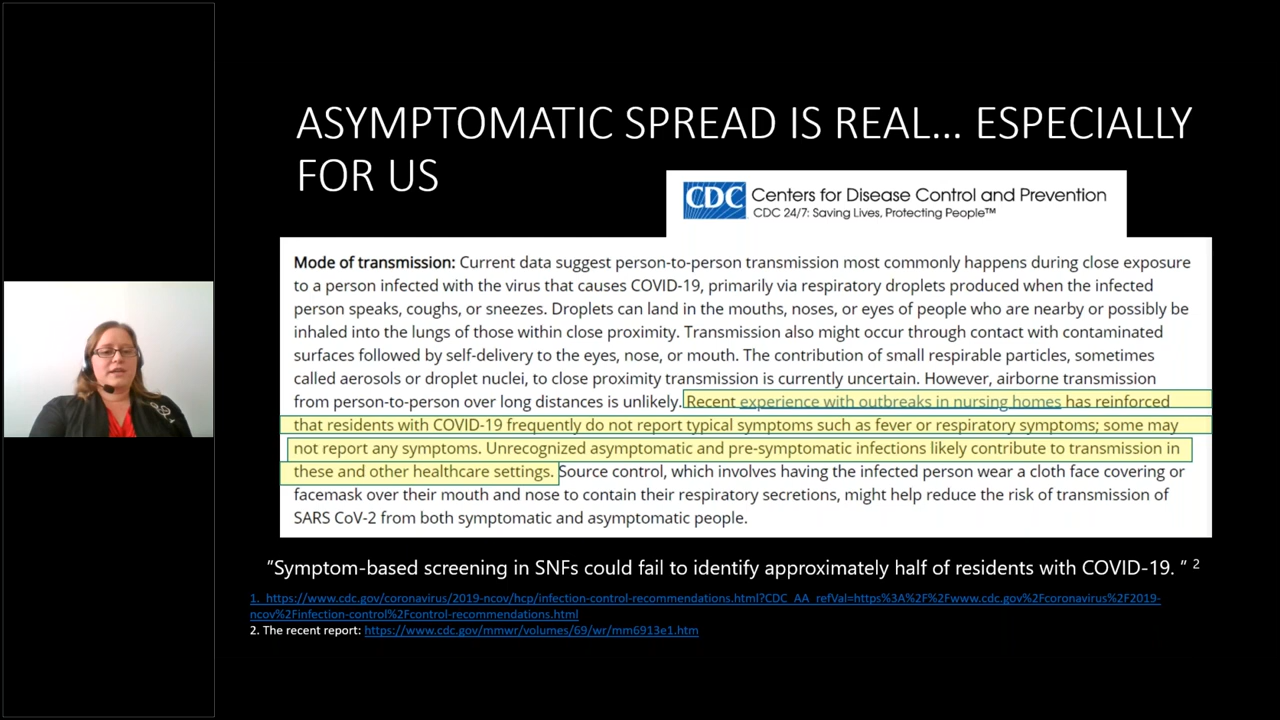 ASYMPTOMATIC SPREAD IS REAL… ESPECIALLY
FOR US
CDC Centers for Disease Control and Prevention
CDC 24/7: Saving Lives, Protecting People™
Mode of transmission: Current data suggest person-to-person transmission most commonly happens during close exposure
to a person infected with the virus that causes COVID-19, primarily via respiratory droplets produced when the infected
person speaks, coughs, or sneezes. Droplets can land in the mouths, noses, or eyes of people who are nearby or possibly be
inhaled into the lungs of those within close proximity. Transmission also might occur through contact with contaminated
surfaces followed by self-delivery to the eyes, nose, or mouth. The contribution of small respirable particles, sometimes
called aerosols or droplet nuclei, to close proximity transmission is currently uncertain. However, airborne transmission
from person-to-person over long distances is unlikely. Recent experience with outbreaks in nursing homes has reinforced
that residents with COVID-19 frequently do not report typical symptoms such as fever or respiratory symptoms; some may
not report any symptoms. Unrecognized asymptomatic and pre-symptomatic infections likely contribute to transmission in
these and other healthcare settings. Source control, which involves having the infected person wear a cloth face covering or
facemask over their mouth and nose to contain their respiratory secretions, might help reduce the risk of transmission of
SARS CoV-2 from both symptomatic and asymptomatic people.
"Symptom-based screening in SNFs could fail to identify approximately half of residents with COVID-19. " 2
1. https://www.cdc.gov/coronavirus/2019-ncov/hcp/infection-control-recommendations.html?CDC_AA_refVal=https%3A%2F%2Fwww.cdc.gov%2Fcoronavirus%2F2019-
ncov%2Finfection-control%2Fcontrol-recommendations.html
2. The recent report: https://www.cdc.gov/mmwr/volumes/69/wr/mm6913e1.htm